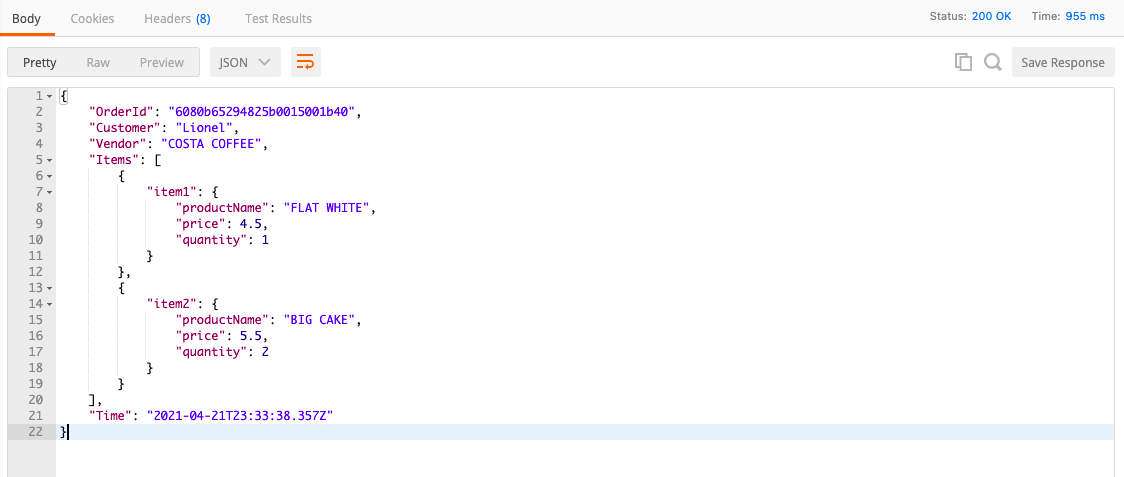 Body Cookies Headers (8) Test Results Status: 200 OK Time: 955 ms
Pretty Raw Preview JSON Save Response
1 {
2 "OrderId": "6080b65294825b0015001b40",
3 "Customer": "Lionel",
4 "Vendor": "COSTA COFFEE",
5 "Items": [
6 {
7 "item1": {
8 "productName": "FLAT WHITE",
9 "price": 4.5,
10 "quantity": 1
11 }
12 },
13 {
14 "item2": {
15 "productName": "BIG CAKE",
16 "price": 5.5,
17 "quantity": 2
18 }
19 }
20 ],
21 "Time": "2021-04-21T23:33:38.357Z"
22 }